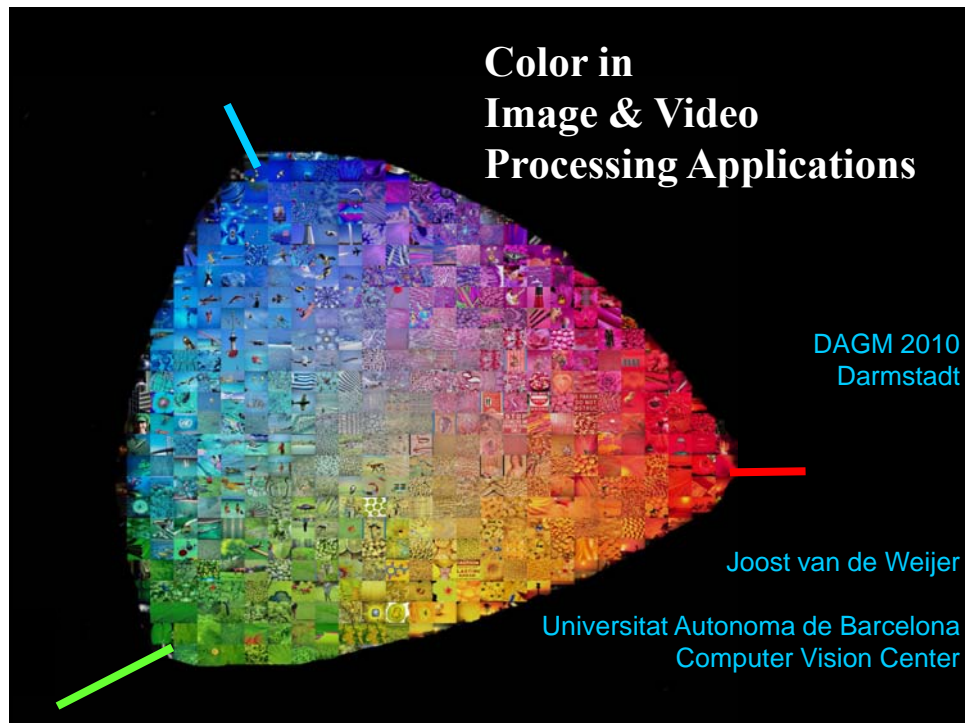 Color in
Image & Video
Processing Applications
DAGM 2010
Darmstadt
Joost van de Weijer
Universitat Autonoma de Barcelona
Computer Vision Center